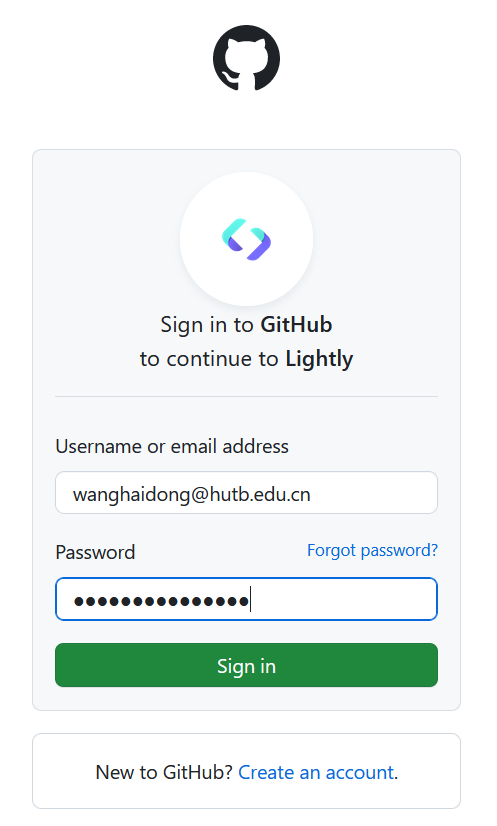 Sign in to GitHub
to continue to Lightly
Username or email address
wanghaidong@hutb.edu.cn
Password Forgot password?
●●●●●●●●●●●●●●●
Sign in
New to GitHub? Create an account.